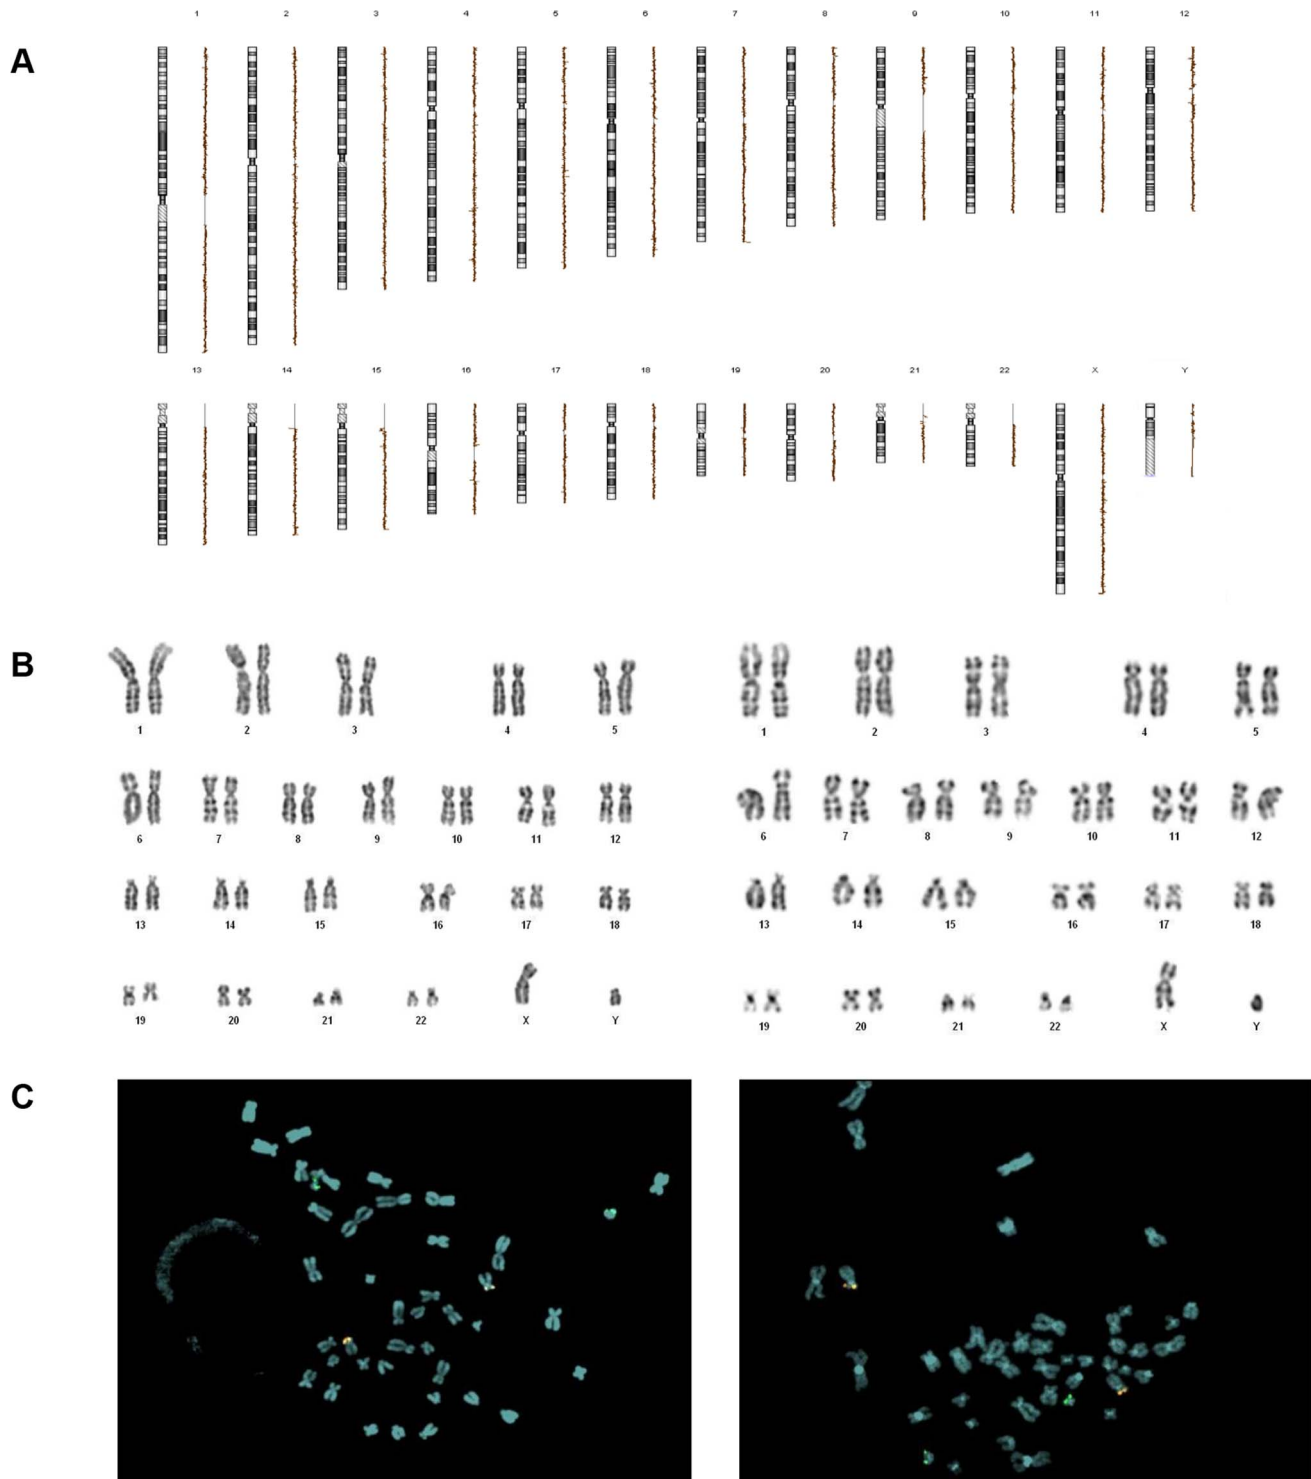 1 2 3 4 5 6 7 8 9 10 11 12
A
13 14 15 16 17 18 19 20 21 22 X Y
B
1 2 3 4 5 1 2 3 4 5
6 7 8 9 10 11 12 6 7 8 9 10 11 12
13 14 15 16 17 18 13 14 15 16 17 18
19 20 21 22 X Y 19 20 21 22 X Y
C